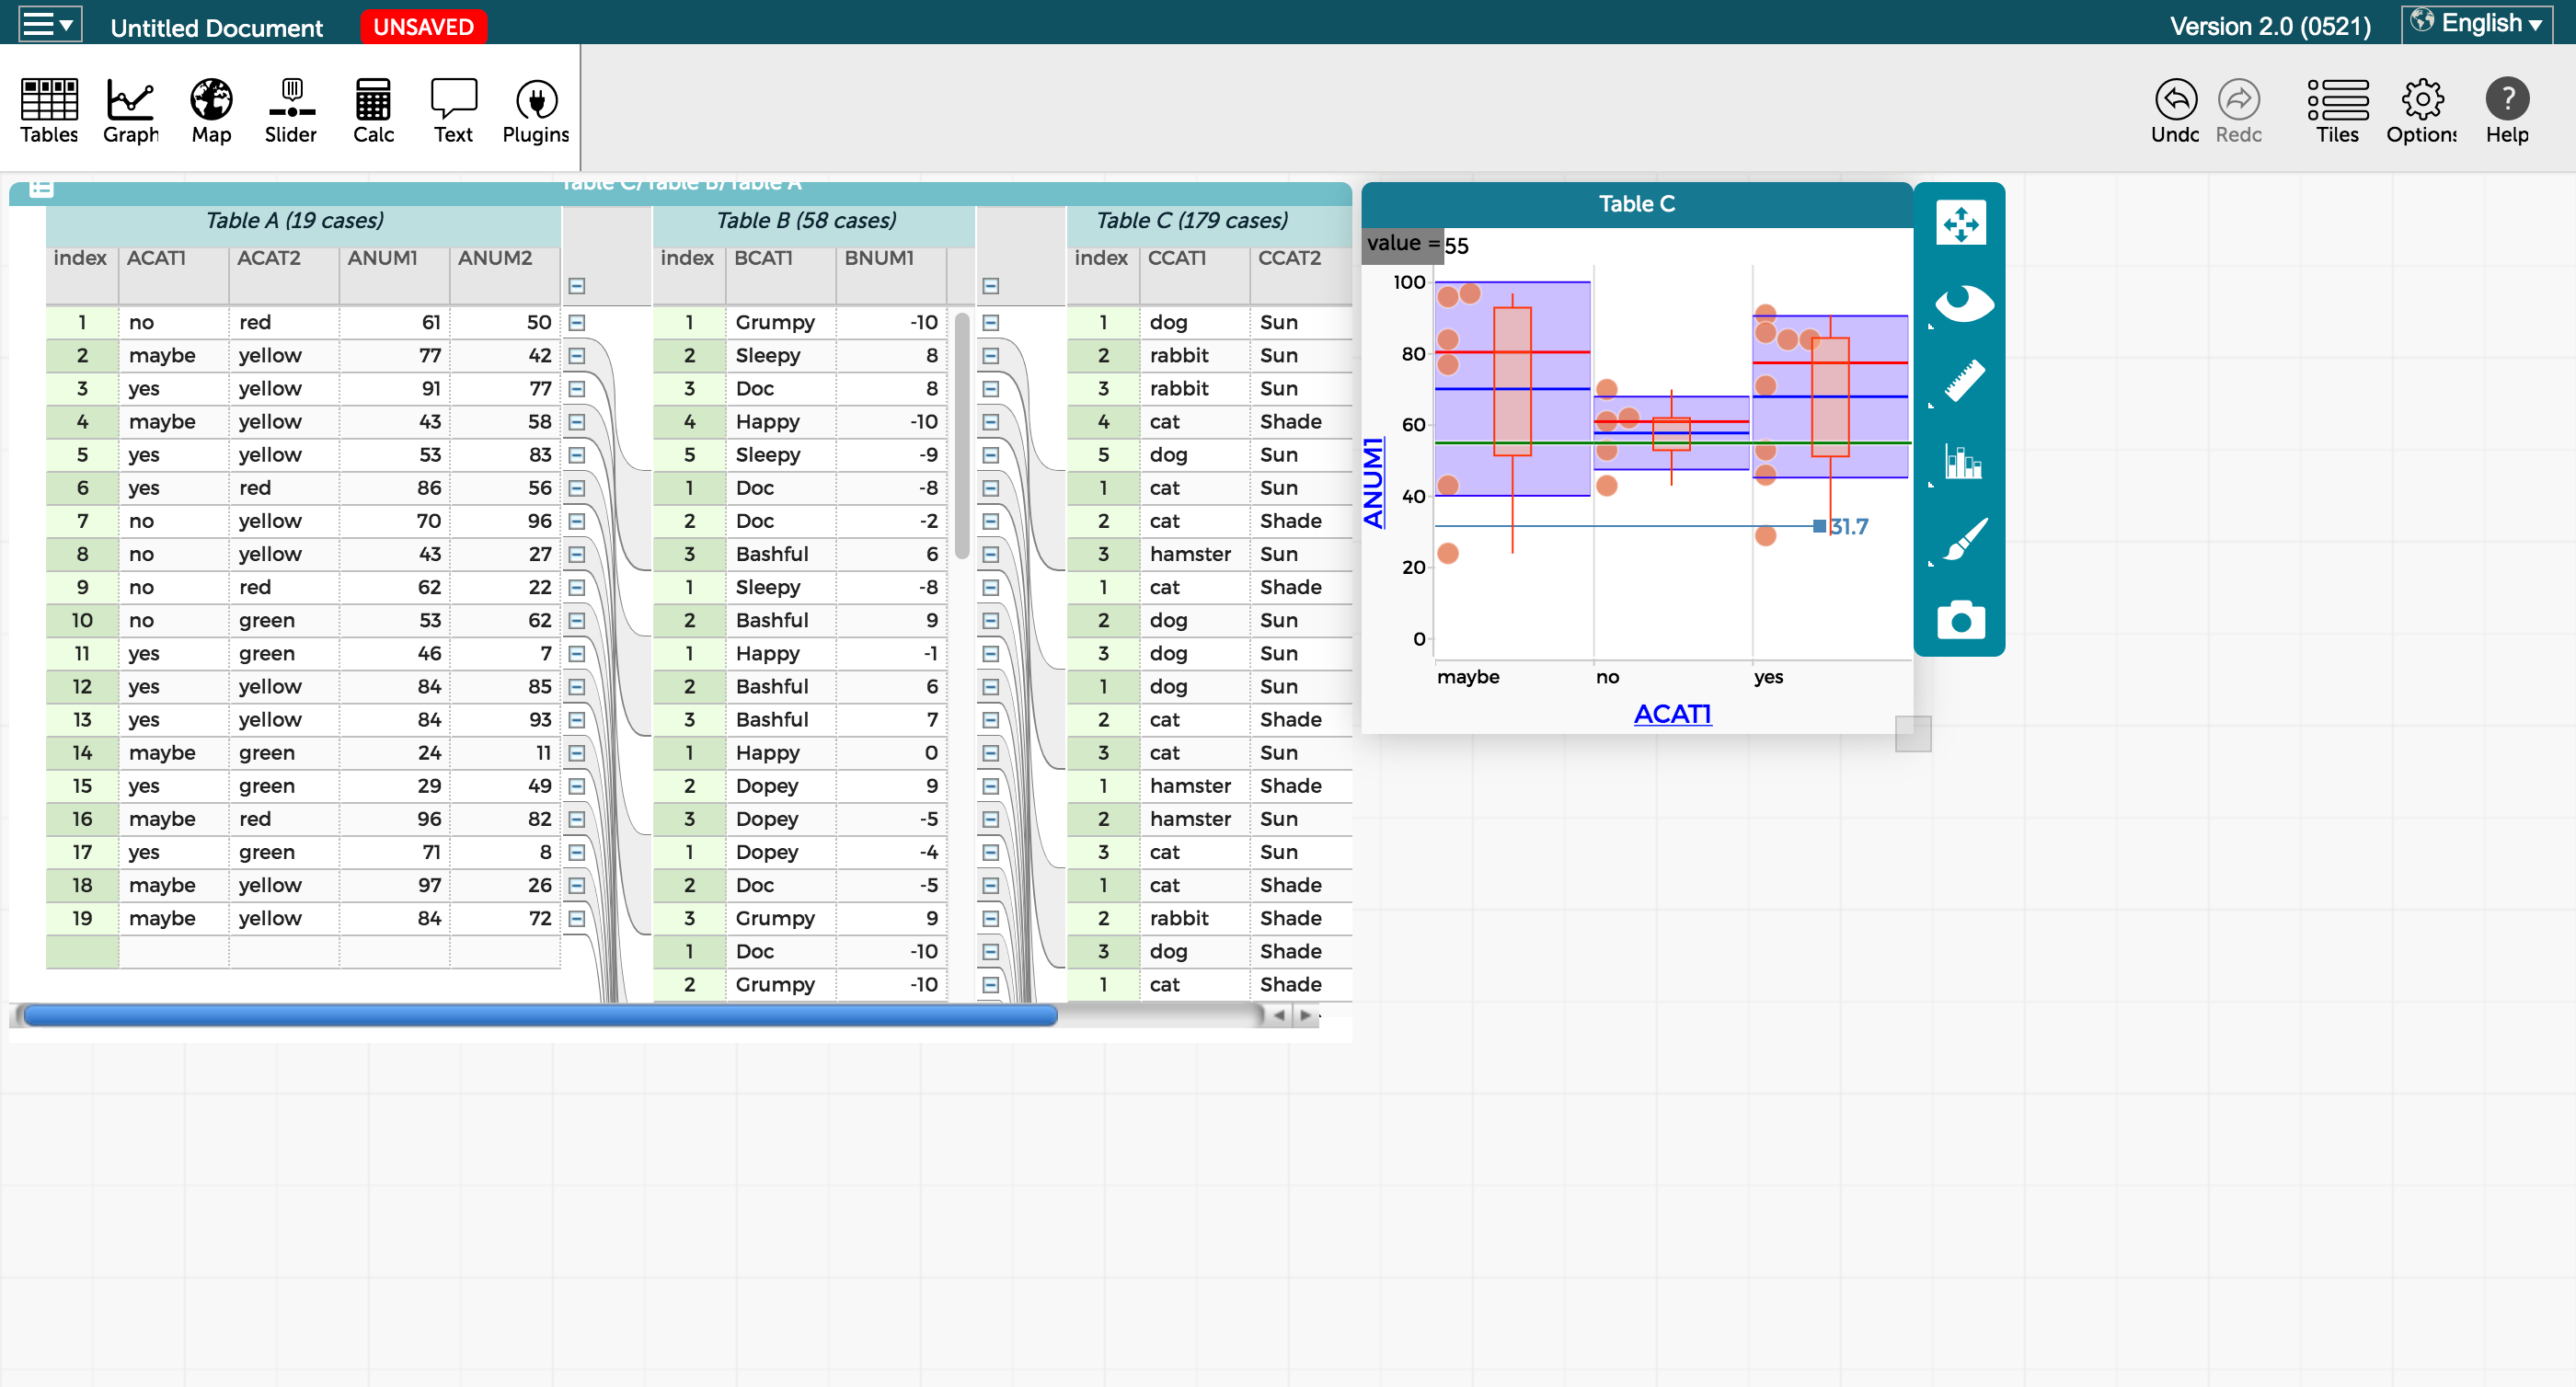 Untitled Document UNSAVED Version 2.0 (0521) English
Tables Graph Map Slider Calc Text Plugins Undo Redo Tiles Options Help
Table C/Table B/Table A
Table A (19 cases) Table B (58 cases) Table C (179 cases)
index ACAT1 ACAT2 ANUM1 ANUM2 index BCAT1 BNUM1 index CCAT1 CCAT2
1 no red 61 50 1 Grumpy -10 1 dog Sun
2 maybe yellow 77 42 2 Sleepy 8 2 rabbit Sun
3 yes yellow 91 77 3 Doc 8 3 rabbit Sun
4 maybe yellow 43 58 4 Happy -10 4 cat Shade
5 yes yellow 53 83 5 Sleepy -9 5 dog Sun
6 yes red 86 56 1 Doc -8 1 cat Sun
7 no yellow 70 96 2 Doc -2 2 cat Shade
8 no yellow 43 27 3 Bashful 6 3 hamster Sun
9 no red 62 22 1 Sleepy -8 1 cat Shade
10 no green 53 62 2 Bashful 9 2 dog Sun
11 yes green 46 7 1 Happy -1 3 dog Sun
12 yes yellow 84 85 2 Bashful 6 1 dog Sun
13 yes yellow 84 93 3 Bashful 7 2 cat Shade
14 maybe green 24 11 1 Happy 0 3 cat Sun
15 yes green 29 49 2 Dopey 9 1 hamster Shade
16 maybe red 96 82 3 Dopey -5 2 hamster Sun
17 yes green 71 8 1 Dopey -4 3 cat Sun
18 maybe yellow 97 26 2 Doc -5 1 cat Shade
19 maybe yellow 84 72 3 Grumpy 9 2 rabbit Shade
1 Doc -10 3 dog Shade
2 Grumpy -10 1 cat Shade
Table C
value = 55
100
80
60
40
20
0
ANUM1
31.7
maybe no yes
ACAT1